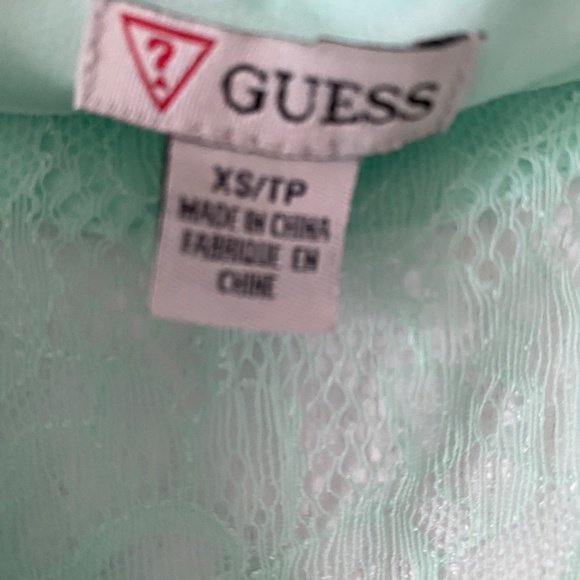 ?
GUESS
XS/TP
MADE IN CHINA
FABRIQUE EN
CHINE